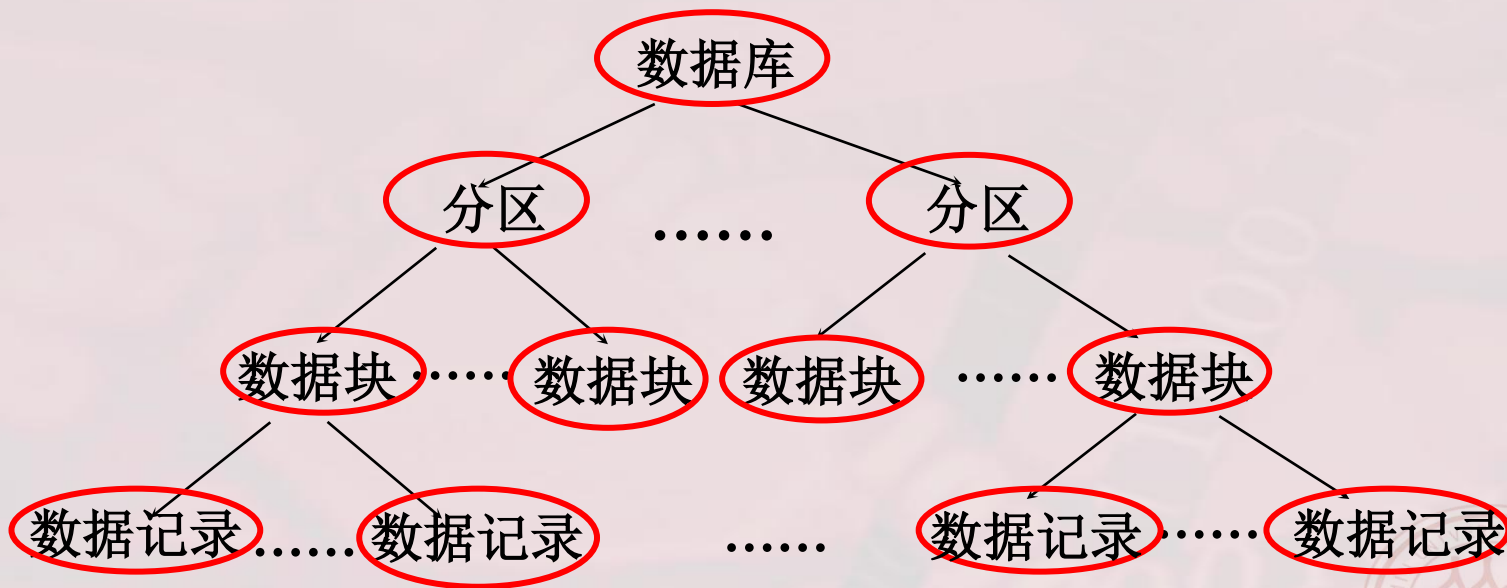 数据库
分区 …… 分区
数据块 …… 数据块 数据块 …… 数据块
数据记录 …… 数据记录 …… 数据记录 …… 数据记录